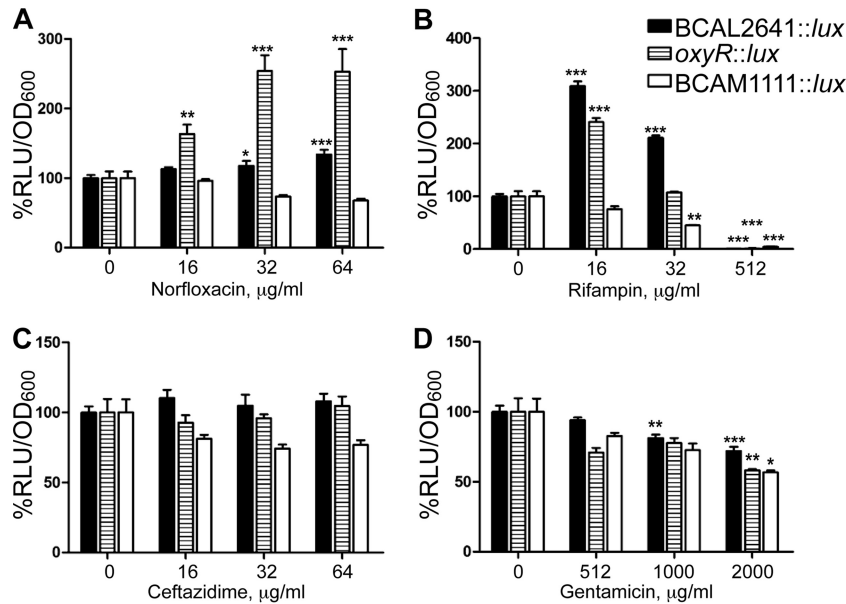 A
%RLU/OD600
300
200
100
0
** *** ***
* ***
0 16 32 64
Norfloxacin, μg/ml
B
BCAL2641::lux
oxyR::lux
BCAM1111::lux
%RLU/OD600
400
300
200
100
0
*** *** *** ** *** *** ***
0 16 32 512
Rifampin, μg/ml
C
%RLU/OD600
150
100
50
0
0 16 32 64
Ceftazidime, μg/ml
D
%RLU/OD600
150
100
50
0
** *** ** *
0 512 1000 2000
Gentamicin, μg/ml